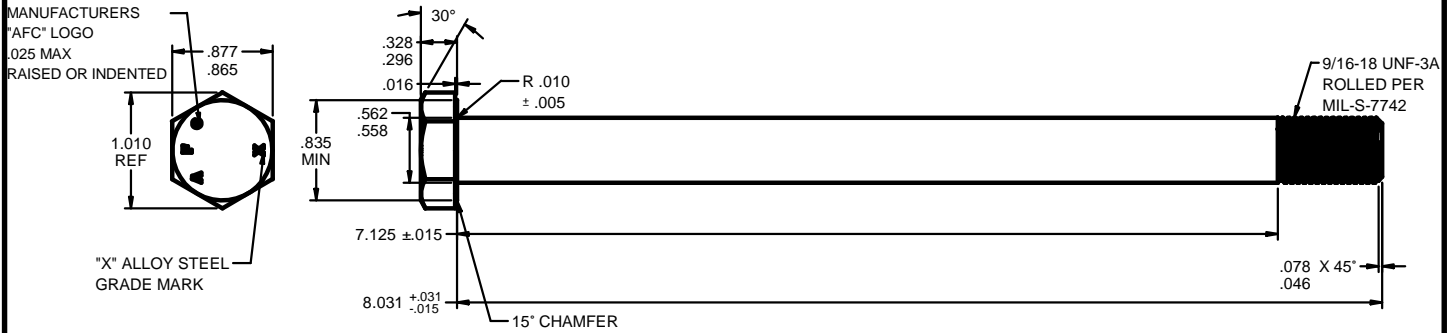 MANUFACTURERS
"AFC" LOGO
.025 MAX
RAISED OR INDENTED
.877
.865
1.010
REF
A F C
X
"X" ALLOY STEEL
GRADE MARK
30°
.328
.296
.016
R .010
± .005
.562
.558
.835
MIN
9/16-18 UNF-3A
ROLLED PER
MIL-S-7742
7.125 ±.015
.078 X 45°
.046
8.031 +.031
-.015
15° CHAMFER